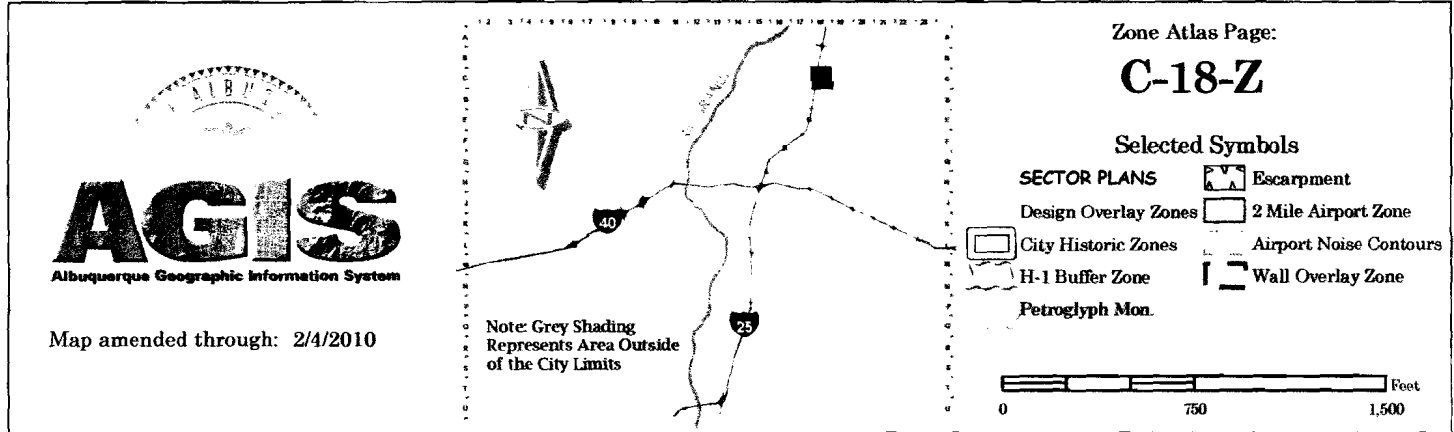 ALBU
AGIS
Albuquerque Geographic Information System
Map amended through: 2/4/2010
40
25
Note: Grey Shading
Represents Area Outside
of the City Limits
Zone Atlas Page:
C-18-Z
Selected Symbols
SECTOR PLANS
Escarpment
Design Overlay Zones
2 Mile Airport Zone
City Historic Zones
Airport Noise Contours
H-1 Buffer Zone
Wall Overlay Zone
Petroglyph Mon.
Feet
0 750 1,500